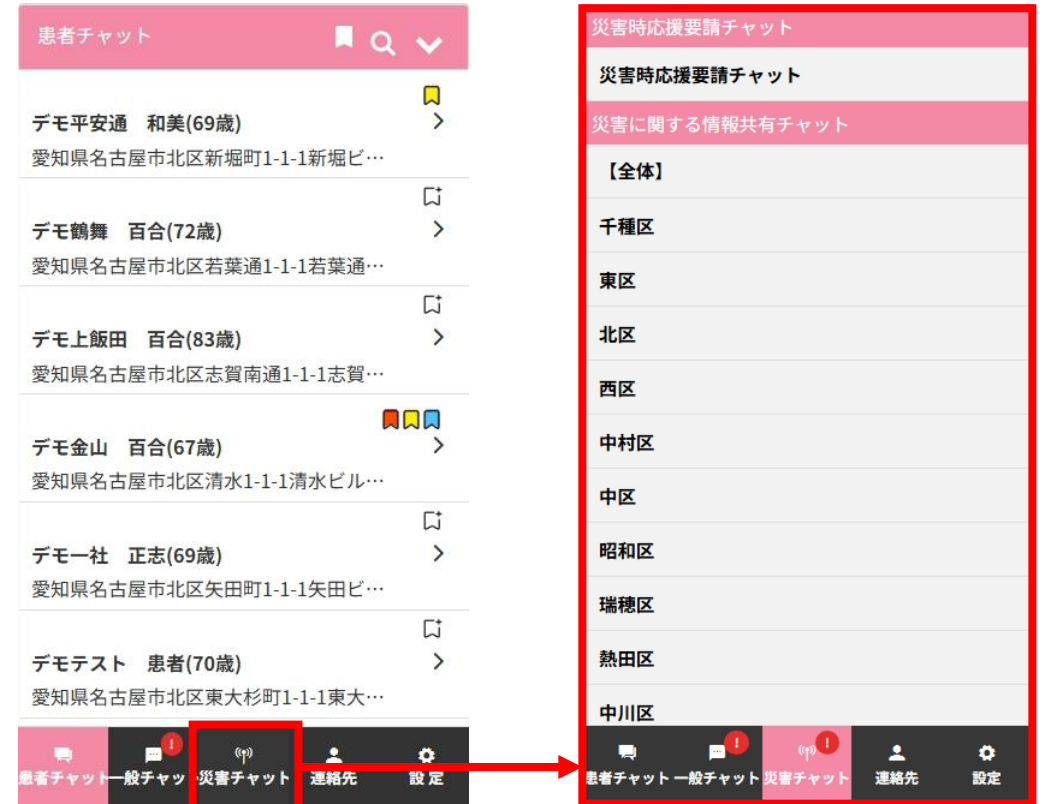 患者チャット
デモ平安通　和美(69歳)
愛知県名古屋市北区新堀町1-1-1新堀ビ…
デモ鶴舞　百合(72歳)
愛知県名古屋市北区若葉通1-1-1若葉通…
デモ上飯田　百合(83歳)
愛知県名古屋市北区志賀南通1-1-1志賀…
デモ金山　百合(67歳)
愛知県名古屋市北区清水1-1-1清水ビル…
デモ一社　正志(69歳)
愛知県名古屋市北区矢田町1-1-1矢田ビ…
デモテスト　患者(70歳)
愛知県名古屋市北区東大杉町1-1-1東大…
患者チャット 一般チャッ 災害チャット 連絡先 設定
災害時応援要請チャット
災害時応援要請チャット
災害に関する情報共有チャット
【全体】
千種区
東区
北区
西区
中村区
中区
昭和区
瑞穂区
熱田区
中川区
患者チャット 一般チャット 災害チャット 連絡先 設定